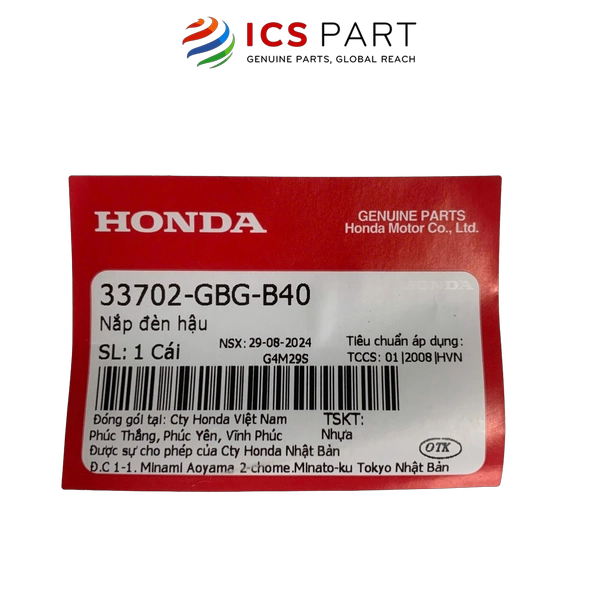 ICS PART
GENUINE PARTS, GLOBAL REACH
HONDA
GENUINE PARTS
Honda Motor Co., Ltd.
HONDA
33702-GBG-B40
Nắp đèn hậu
SL: 1 Cái
NSX: 29-08-2024
G4M29S
Tiêu chuẩn áp dụng:
TCCS: 01|2008|HVN
Đóng gói tại: Cty Honda Việt Nam
Phúc Thắng, Phúc Yên, Vĩnh Phúc
TSKT:
Nhựa
Được sự cho phép của Cty Honda Nhật Bản
Đ.C 1-1. Minami Aoyama 2-chome.Minato-ku Tokyo Nhật Bản
OTK